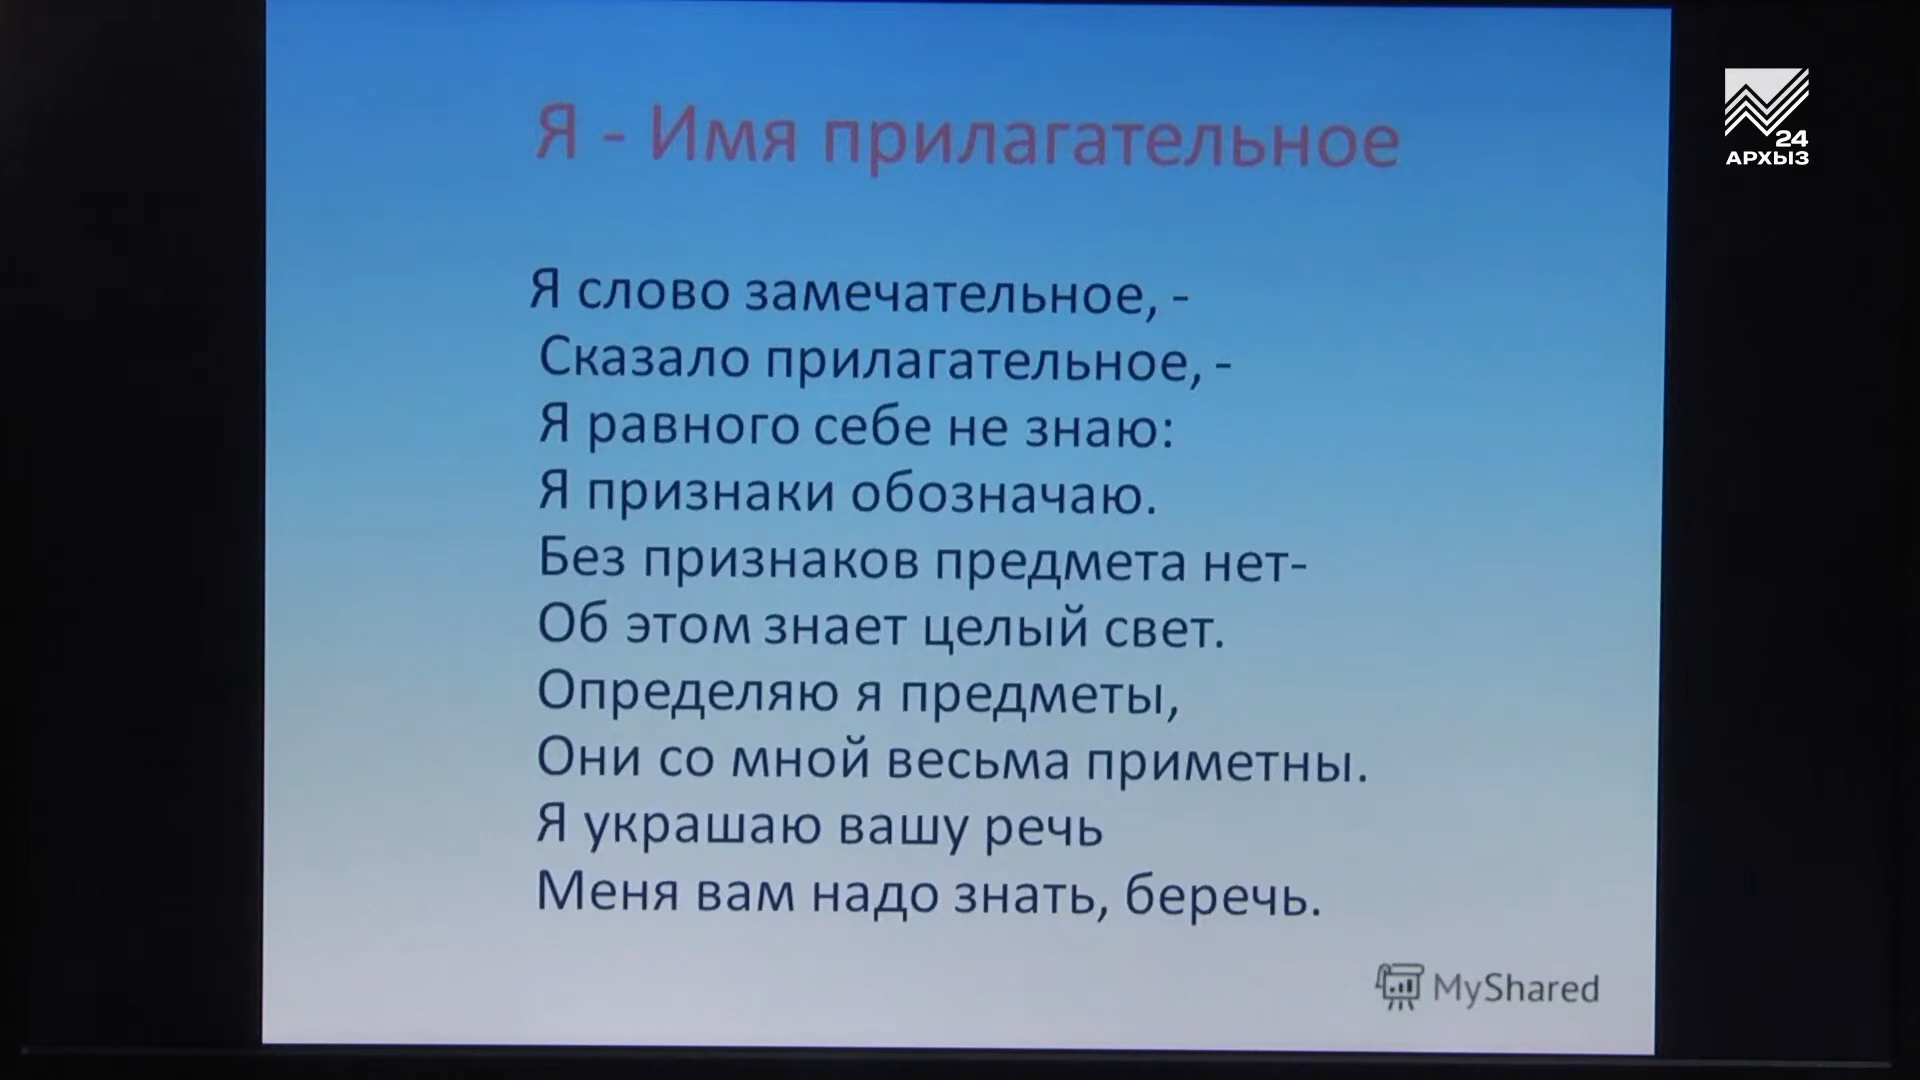 Я - Имя прилагательное
24
АРХЫЗ
Я слово замечательное, -
Сказало прилагательное, -
Я равного себе не знаю:
Я признаки обозначаю.
Без признаков предмета нет-
Об этом знает целый свет.
Определяю я предметы,
Они со мной весьма приметны.
Я украшаю вашу речь
Меня вам надо знать, беречь.
MyShared